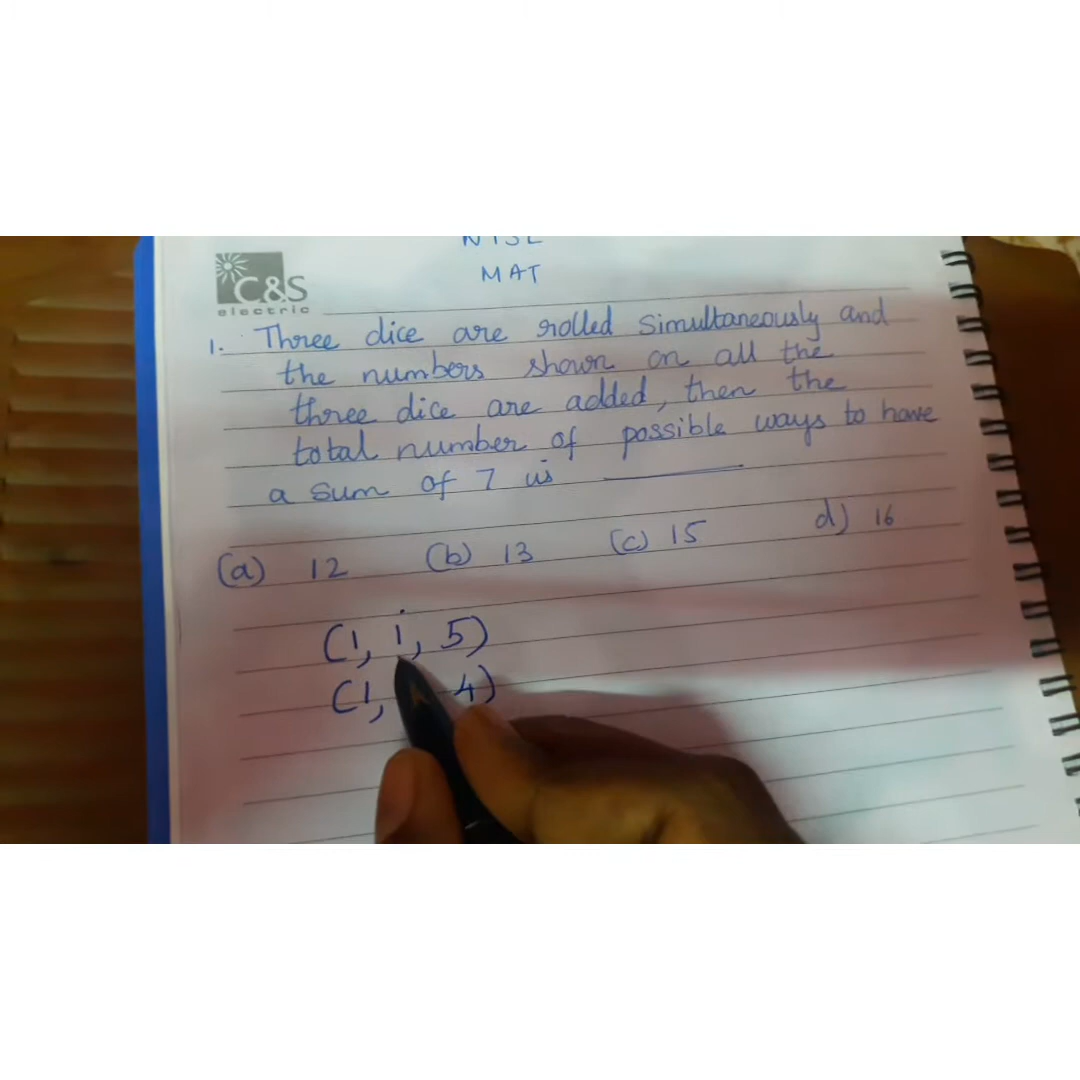 C&S
electric
MAT
1. Three dice are rolled simultaneously and
the numbers shown on all the
three dice are added, then the
total number of possible ways to have
a sum of 7 is ______
(a) 12 (b) 13 (c) 15 d) 16
(1, 1, 5)
(1, 4)